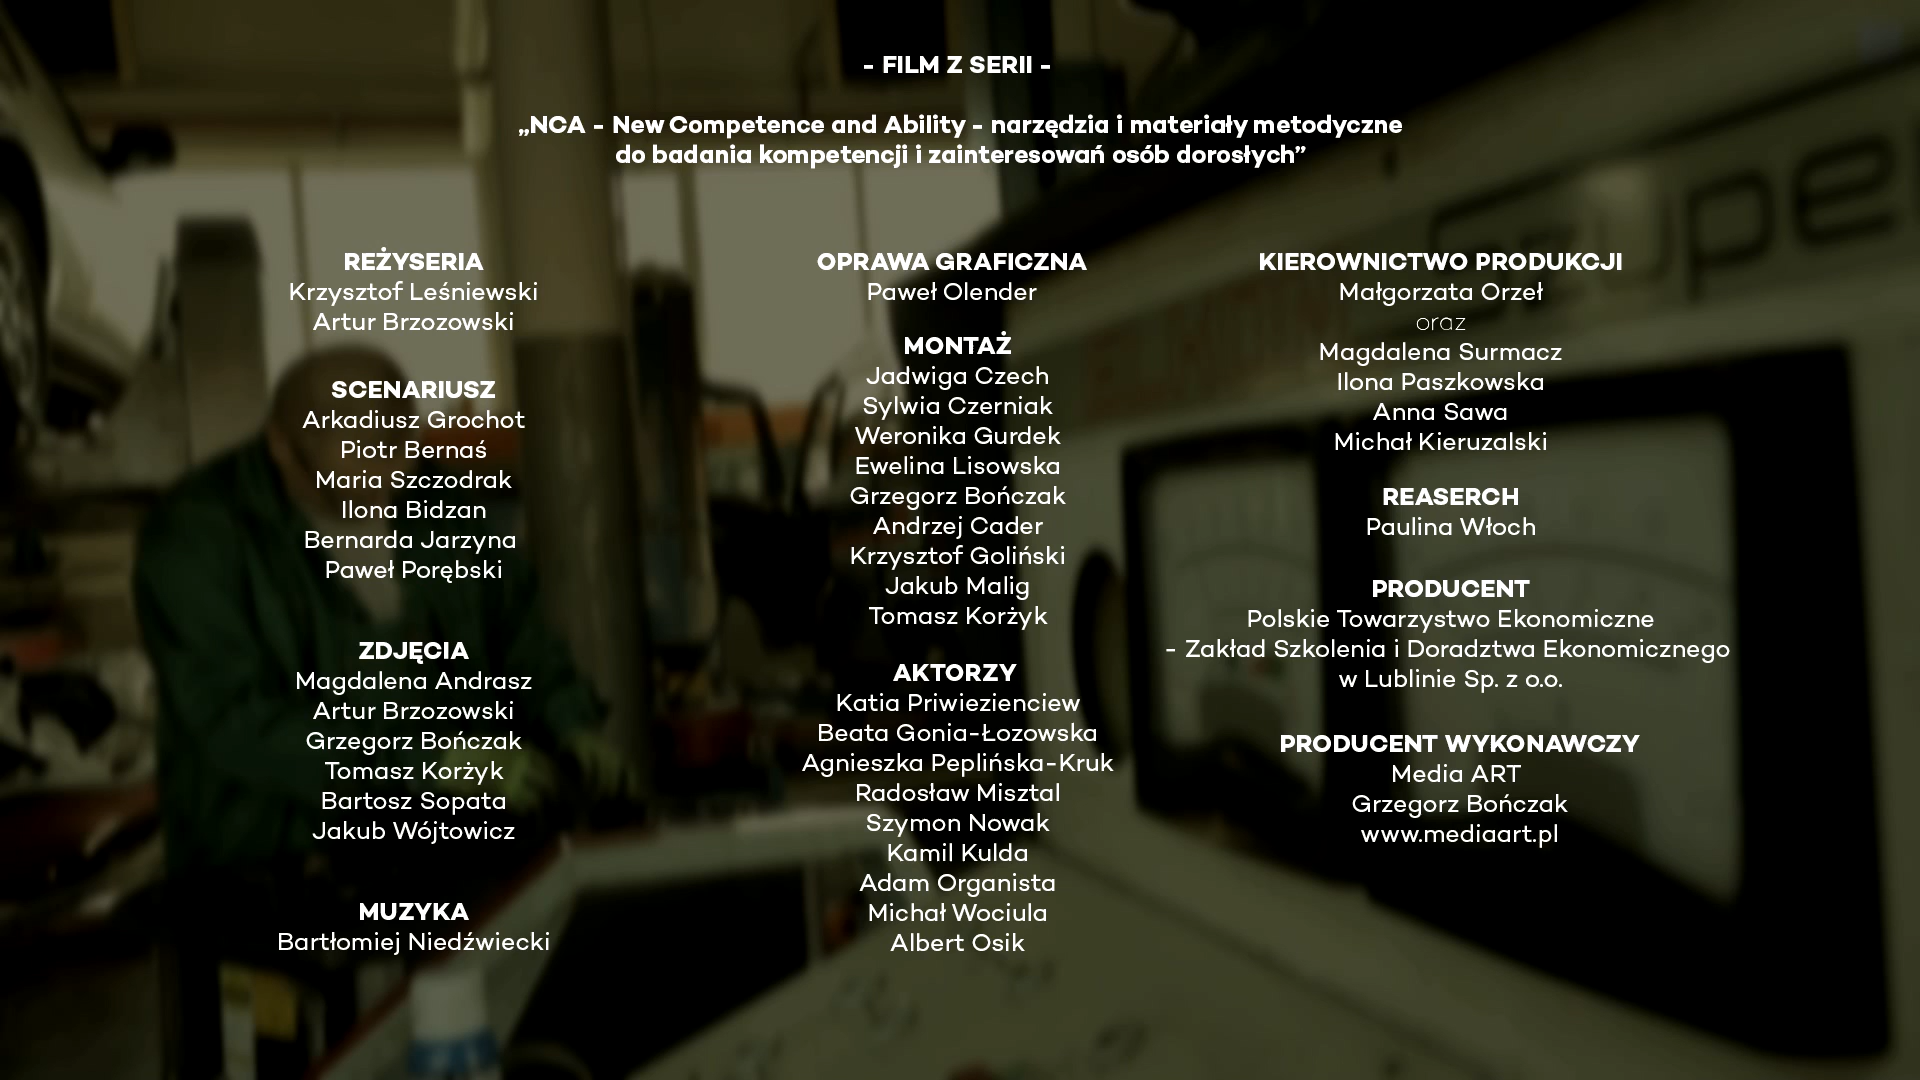 - FILM Z SERII -
„NCA - New Competence and Ability - narzędzia i materiały metodyczne
do badania kompetencji i zainteresowań osób dorosłych”
REŻYSERIA
Krzysztof Leśniewski
Artur Brzozowski
SCENARIUSZ
Arkadiusz Grochot
Piotr Bernaś
Maria Szczodrak
Ilona Bidzan
Bernarda Jarzyna
Paweł Porębski
ZDJĘCIA
Magdalena Andrasz
Artur Brzozowski
Grzegorz Bończak
Tomasz Korżyk
Bartosz Sopata
Jakub Wójtowicz
MUZYKA
Bartłomiej Niedźwiecki
OPRAWA GRAFICZNA
Paweł Olender
MONTAŻ
Jadwiga Czech
Sylwia Czerniak
Weronika Gurdek
Ewelina Lisowska
Grzegorz Bończak
Andrzej Cader
Krzysztof Goliński
Jakub Malig
Tomasz Korżyk
AKTORZY
Katia Priwiezienciew
Beata Gonia-Łozowska
Agnieszka Peplińska-Kruk
Radosław Misztal
Szymon Nowak
Kamil Kulda
Adam Organista
Michał Wociula
Albert Osik
KIEROWNICTWO PRODUKCJI
Małgorzata Orzeł
oraz
Magdalena Surmacz
Ilona Paszkowska
Anna Sawa
Michał Kieruzalski
REASERCH
Paulina Włoch
PRODUCENT
Polskie Towarzystwo Ekonomiczne
- Zakład Szkolenia i Doradztwa Ekonomicznego
w Lublinie Sp. z o.o.
PRODUCENT WYKONAWCZY
Media ART
Grzegorz Bończak
www.mediaart.pl